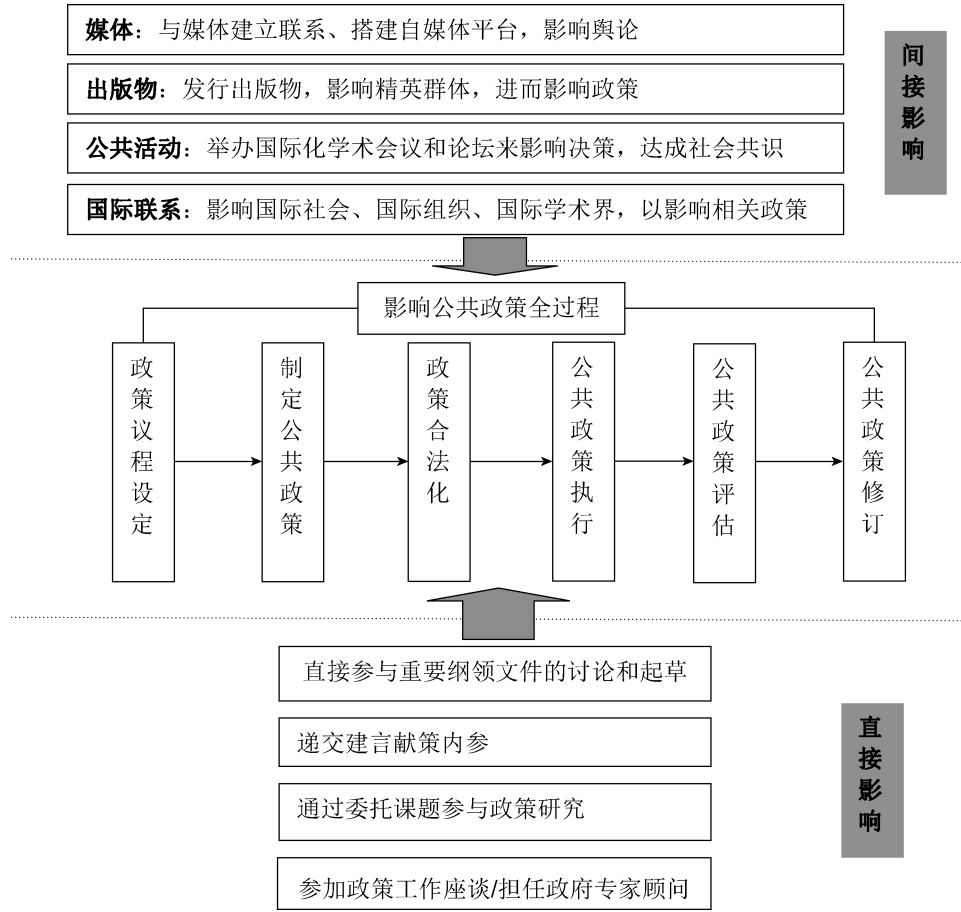 媒体：与媒体建立联系、搭建自媒体平台，影响舆论
出版物：发行出版物，影响精英群体，进而影响政策
公共活动：举办国际化学术会议和论坛来影响决策，达成社会共识
国际联系：影响国际社会、国际组织、国际学术界，以影响相关政策
间接影响
影响公共政策全过程
政策议程设定
制定公共政策
政策合法化
公共政策执行
公共政策评估
公共政策修订
直接参与重要纲领文件的讨论和起草
递交建言献策内参
通过委托课题参与政策研究
参加政策工作座谈/担任政府专家顾问
直接影响